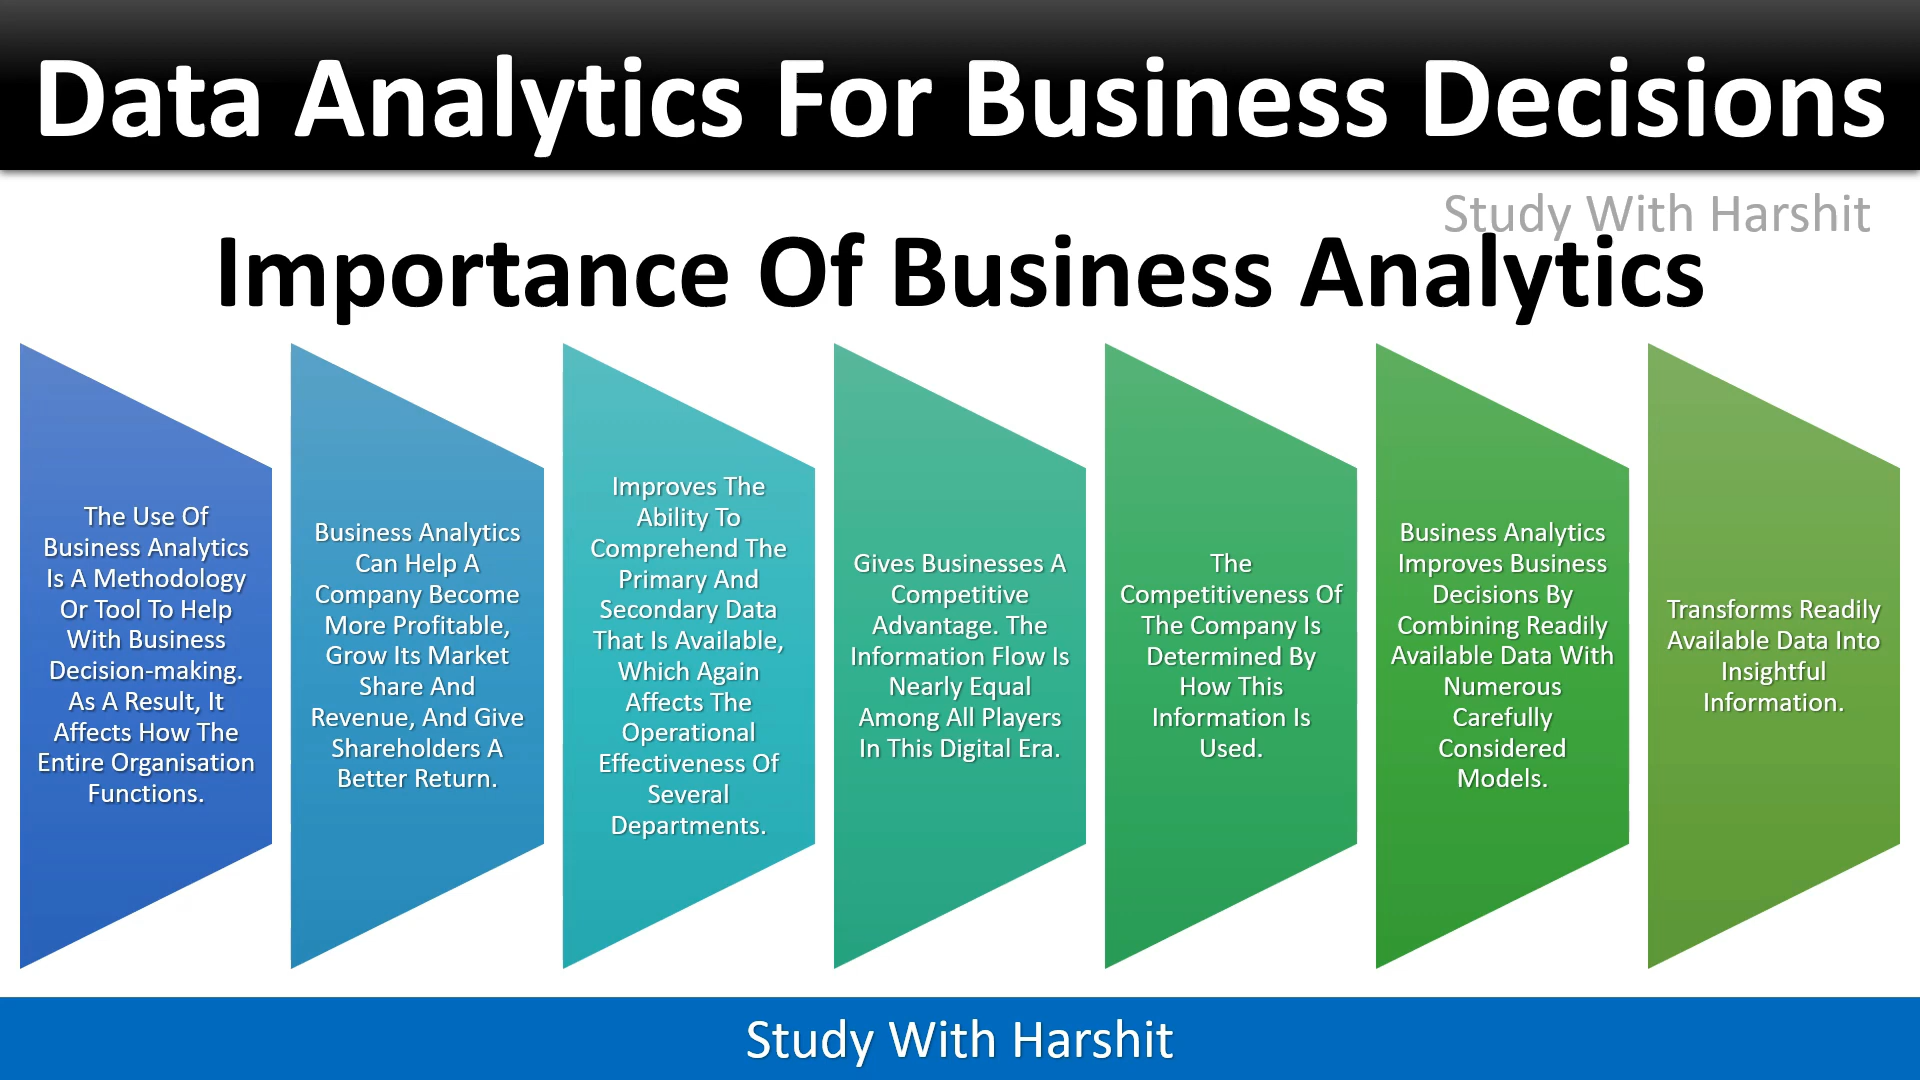 Data Analytics For Business Decisions
Study With Harshit
Importance Of Business Analytics
The Use Of
Business Analytics
Is A Methodology
Or Tool To Help
With Business
Decision-making.
As A Result, It
Affects How The
Entire Organisation
Functions.
Business Analytics
Can Help A
Company Become
More Profitable,
Grow Its Market
Share And
Revenue, And Give
Shareholders A
Better Return.
Improves The
Ability To
Comprehend The
Primary And
Secondary Data
That Is Available,
Which Again
Affects The
Operational
Effectiveness Of
Several
Departments.
Gives Businesses A
Competitive
Advantage. The
Information Flow Is
Nearly Equal
Among All Players
In This Digital Era.
The
Competitiveness Of
The Company Is
Determined By
How This
Information Is
Used.
Business Analytics
Improves Business
Decisions By
Combining Readily
Available Data With
Numerous
Carefully
Considered
Models.
Transforms Readily
Available Data Into
Insightful
Information.
Study With Harshit